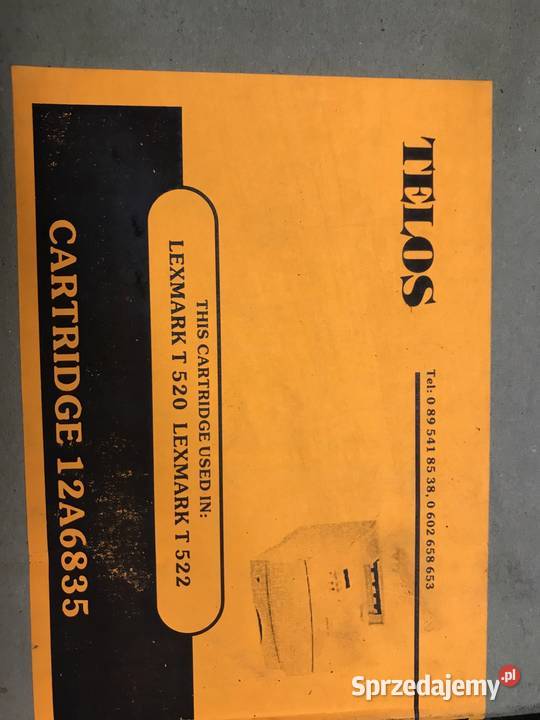 TELOS
Tel: 0 89 541 85 38, 0 602 658 653
THIS CARTRIDGE USED IN:
LEXMARK T 520 LEXMARK T 522
CARTRIDGE 12A6835
Sprzedajemy.pl